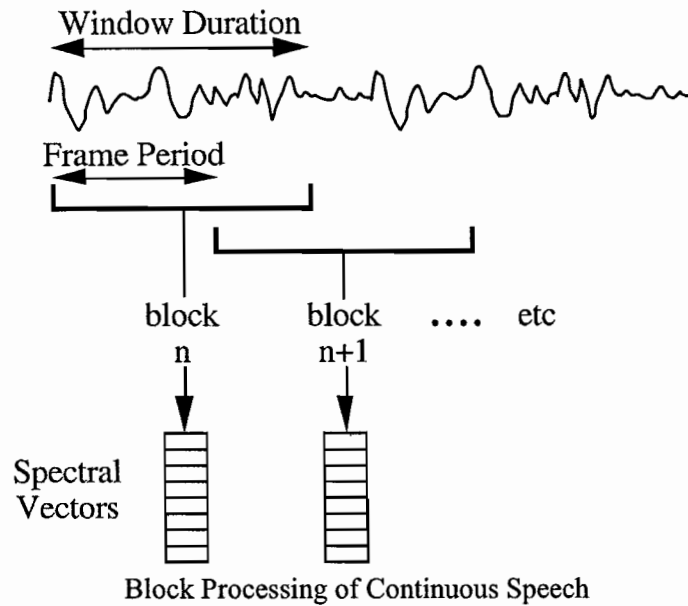 Window Duration
Frame Period
block block .... etc
n n+1
Spectral
Vectors
Block Processing of Continuous Speech